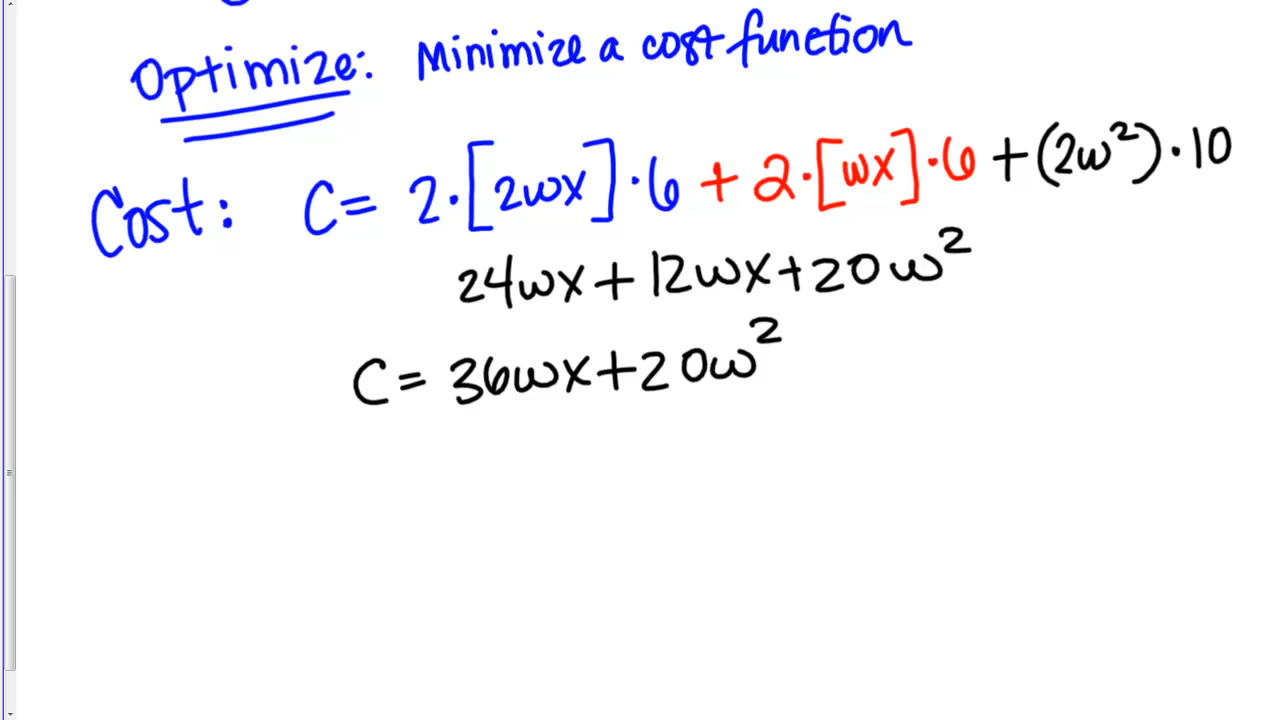 Optimize: Minimize a cost function
Cost: C = 2·[2wx]·6 + 2·[wx]·6 + (2w²)·10
24wx + 12wx + 20w²
C = 36wx + 20w²